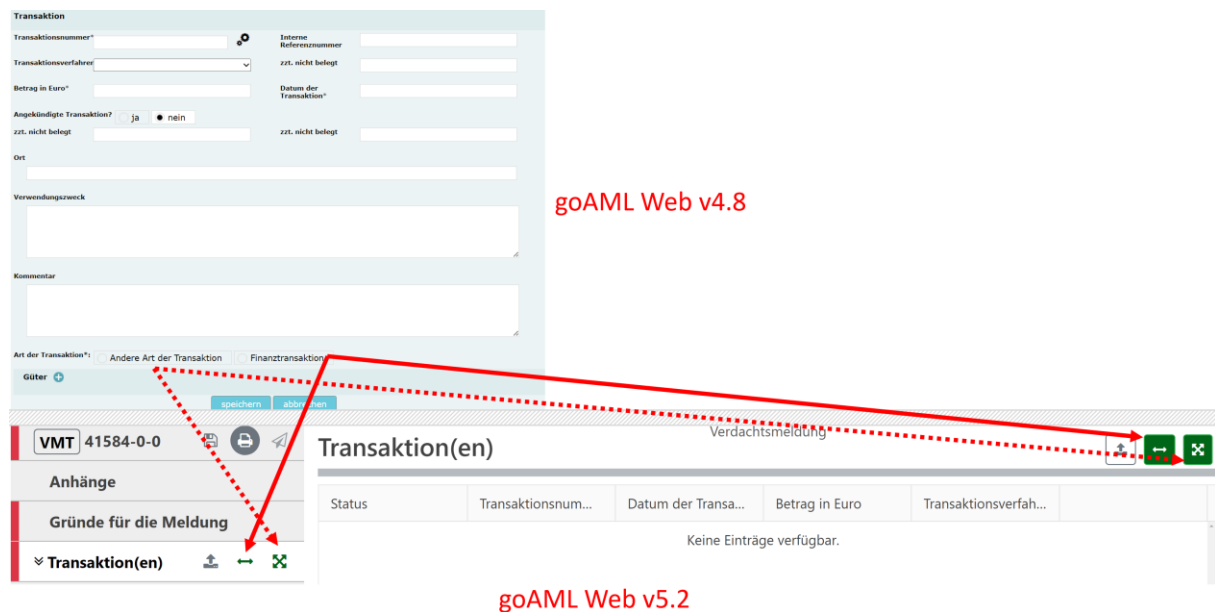 Transaktion
Transaktionsnummer*
Interne Referenznummer
Transaktionsverfahren
zzt. nicht belegt
Betrag in Euro*
Datum der Transaktion*
Angekündigte Transaktion? ja nein
zzt. nicht belegt
zzt. nicht belegt
Ort
Verwendungszweck
goAML Web v4.8
Kommentar
Art der Transaktion*: Andere Art der Transaktion Finanztransaktion
Güter
speichern abbrechen
VMT 41584-0-0
Anhänge
Gründe für die Meldung
Transaktion(en)
Verdachtsmeldung
Transaktion(en)
Status Transaktionsnum... Datum der Transa... Betrag in Euro Transaktionsverfah...
Keine Einträge verfügbar.
goAML Web v5.2